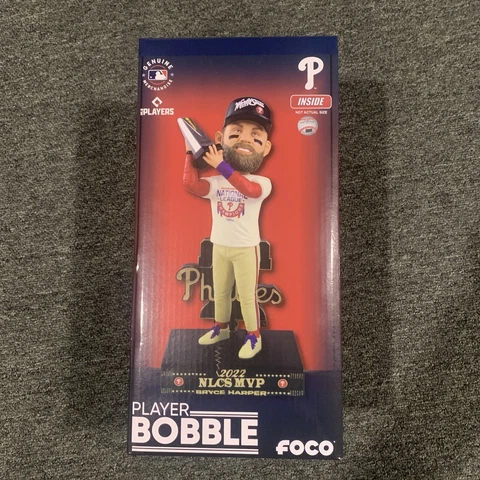 GENUINE
MERCHANDISE
PLAYERS
P
INSIDE
NOT ACTUAL SIZE
World Series
NATIONAL
LEAGUE
Phillies
2022
NLCS MVP
BRYCE HARPER
PLAYER
BOBBLE
FOCO